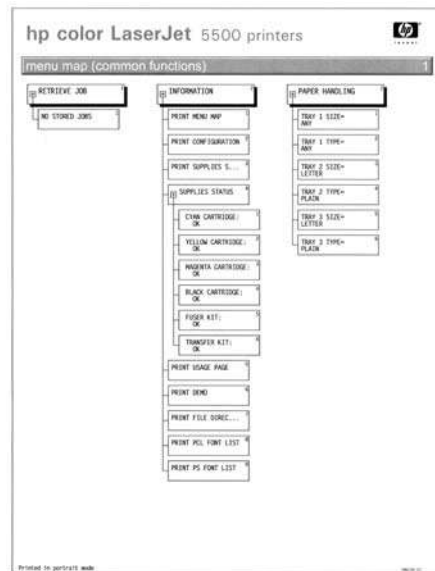 hp color LaserJet 5500 printers
hp
invent
menu map (common functions) 1
RETRIEVE JOB
NO STORED JOBS
INFORMATION
PRINT MENU MAP
PRINT CONFIGURATION
PRINT SUPPLIES S...
SUPPLIES STATUS
CYAN CARTRIDGE:
OK
YELLOW CARTRIDGE:
OK
MAGENTA CARTRIDGE:
OK
BLACK CARTRIDGE:
OK
FUSER KIT:
OK
TRANSFER KIT:
OK
PRINT USAGE PAGE
PRINT DEMO
PRINT FILE DIREC...
PRINT PCL FONT LIST
PRINT PS FONT LIST
PAPER HANDLING
TRAY 1 SIZE=
ANY
TRAY 1 TYPE=
ANY
TRAY 2 SIZE=
LETTER
TRAY 2 TYPE=
PLAIN
TRAY 3 SIZE=
LETTER
TRAY 3 TYPE=
PLAIN
Printed in portrait mode